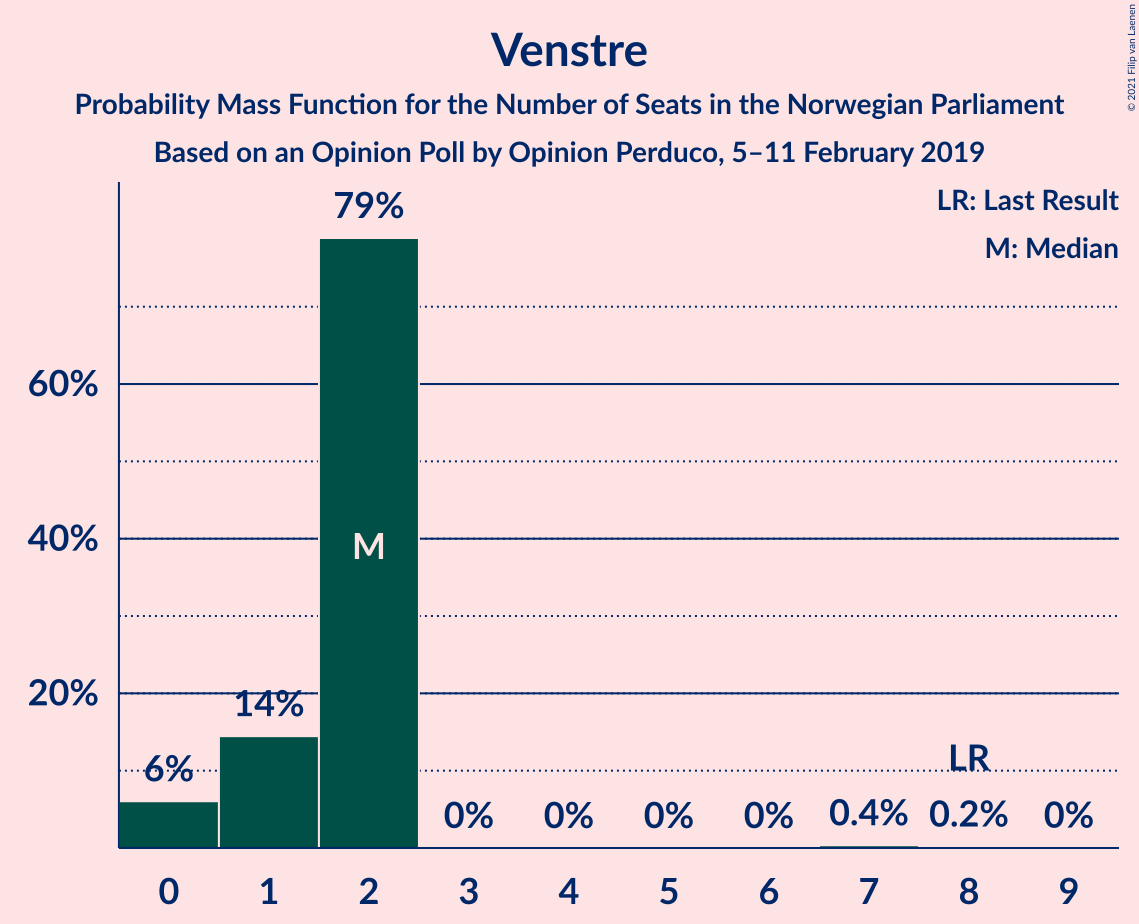 Venstre
Probability Mass Function for the Number of Seats in the Norwegian Parliament
Based on an Opinion Poll by Opinion Perduco, 5–11 February 2019
© 2021 Filip van Laenen
LR: Last Result
M: Median
79%
60%
40%
M
20%
14%
6%
LR
0%
0%
0%
0%
0.4%
0.2%
0%
0
1
2
3
4
5
6
7
8
9